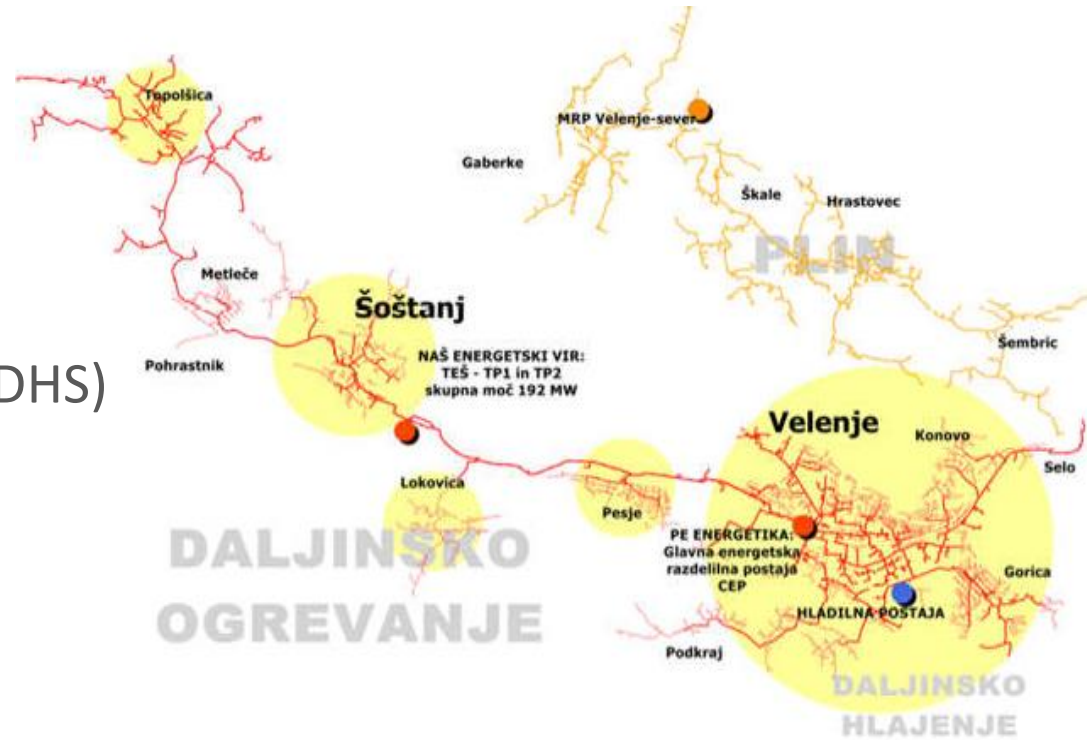 Topolšica
MRP Velenje-sever
Gaberke
Škale
Hrastovec
PLIN
Metleče
Šoštanj
Šembric
Pohrastnik
NAŠ ENERGETSKI VIR:
TEŠ - TP1 in TP2
skupna moč 192 MW
DHS)
Velenje
Konovo
Selo
Lokovica
Pesje
DALJINSKO
OGREVANJE
PE ENERGETIKA:
Glavna energetska
razdelilna postaja
CEP
Gorica
HLADILNA POSTAJA
Podkraj
DALJINSKO
HLAJENJE